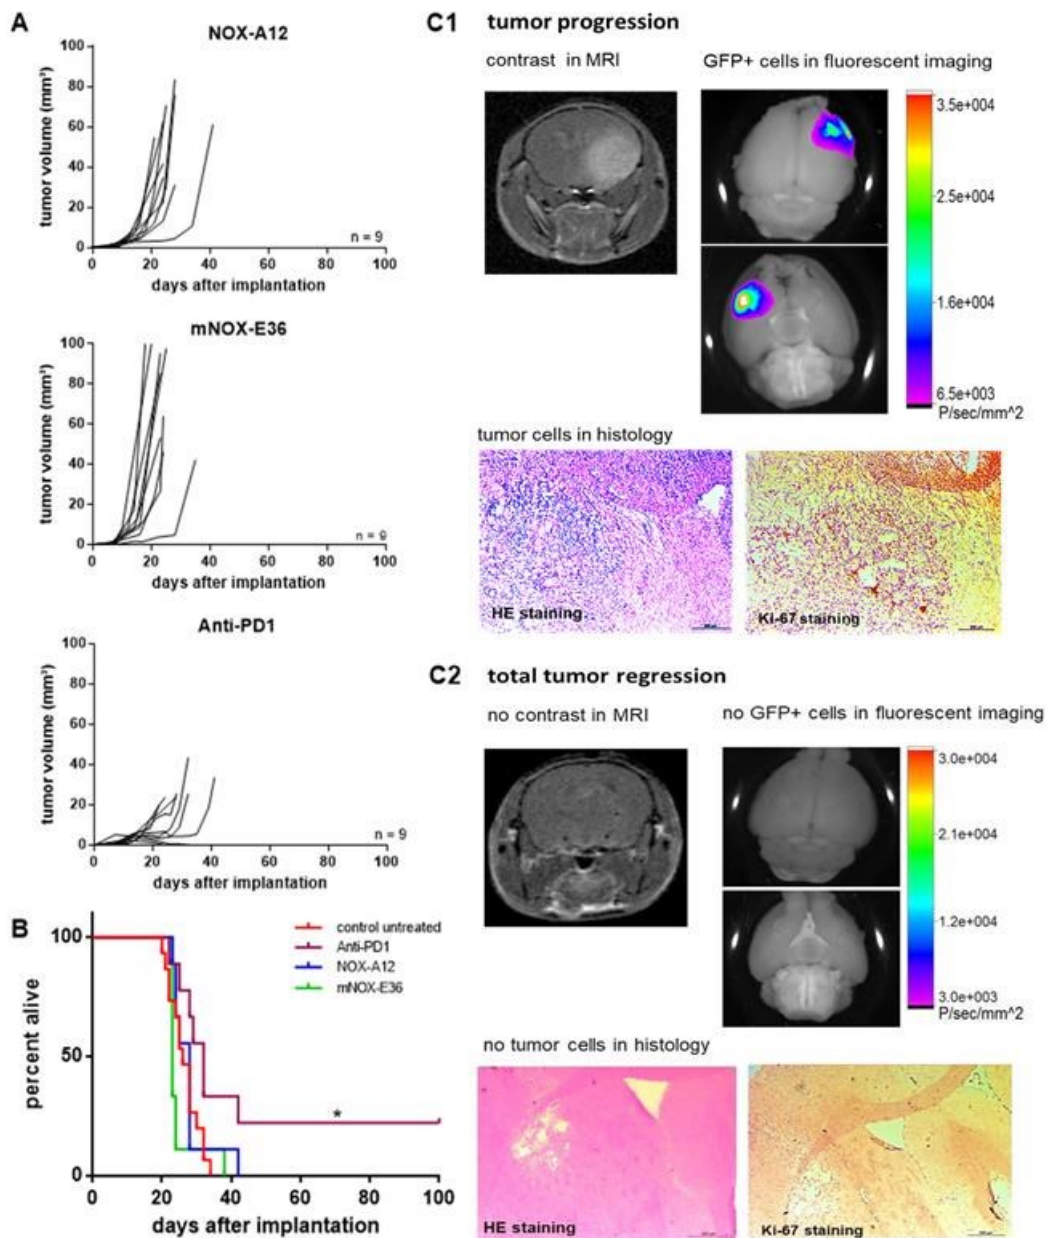 A
NOX-A12
tumor volume (mm³)
100
80
60
40
20
0
n = 9
0 20 40 60 80 100
days after implantation
mNOX-E36
tumor volume (mm³)
100
80
60
40
20
0
n = 9
0 20 40 60 80 100
days after implantation
Anti-PD1
tumor volume (mm³)
100
80
60
40
20
0
n = 9
0 20 40 60 80 100
days after implantation
B
percent alive
100
50
0
control untreated
Anti-PD1
NOX-A12
mNOX-E36
*
0 20 40 60 80 100
days after implantation
C1 tumor progression
contrast in MRI
GFP+ cells in fluorescent imaging
3.5e+004
2.5e+004
1.6e+004
6.5e+003
P/sec/mm^2
tumor cells in histology
HE staining
Ki-67 staining
C2 total tumor regression
no contrast in MRI
no GFP+ cells in fluorescent imaging
3.0e+004
2.1e+004
1.2e+004
3.0e+003
P/sec/mm^2
no tumor cells in histology
HE staining
Ki-67 staining